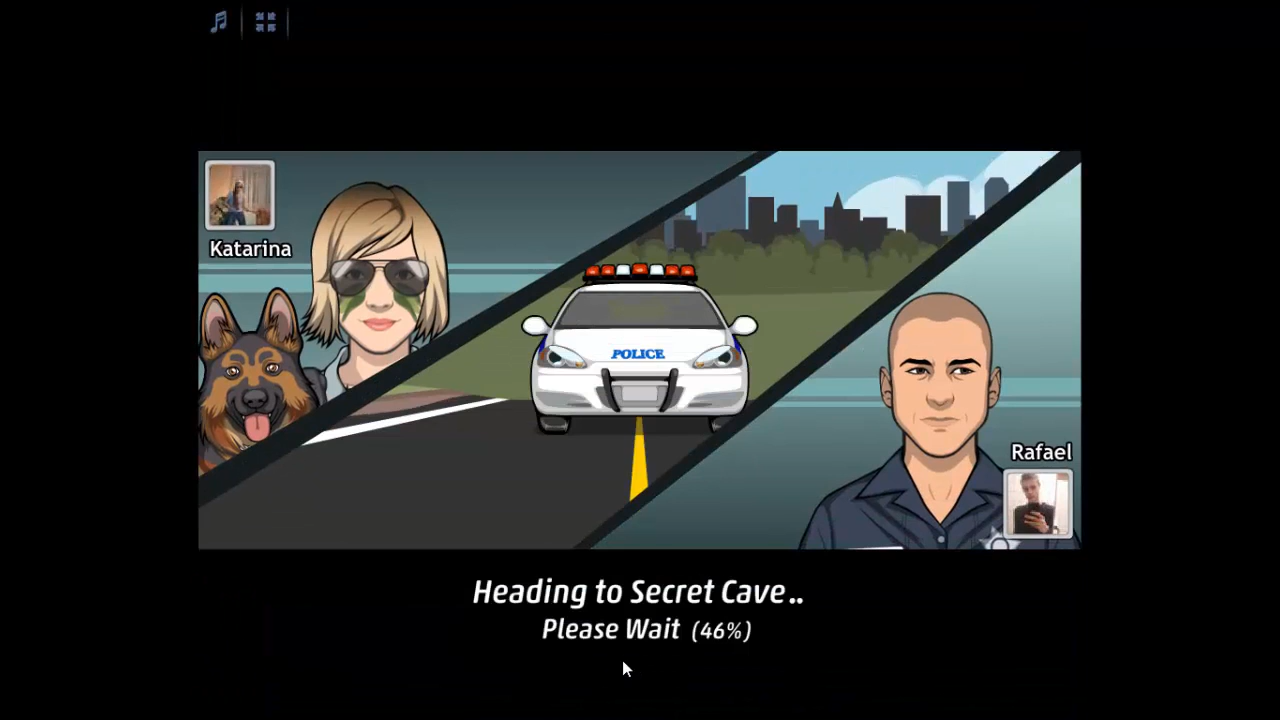 Katarina
POLICE
Rafael
Heading to Secret Cave..
Please Wait (46%)